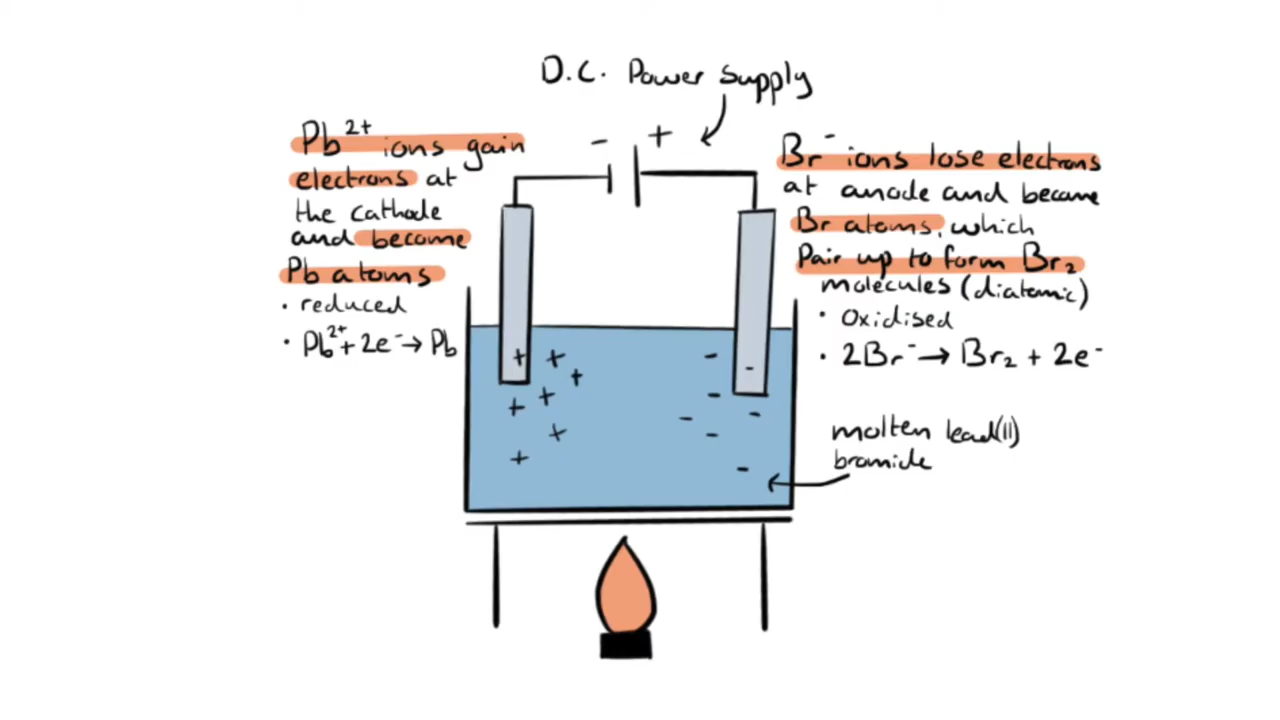 D.C. Power supply
- +
Pb²⁺ ions gain
electrons at
the cathode
and become
Pb atoms
• reduced
• Pb²⁺ + 2e⁻ → Pb
Br⁻ ions lose electrons
at anode and become
Br atoms, which
Pair up to form Br₂
molecules (diatomic)
• Oxidised
• 2Br⁻ → Br₂ + 2e⁻
+ + + + + + +
- - - - - - - -
molten lead(II)
bromide